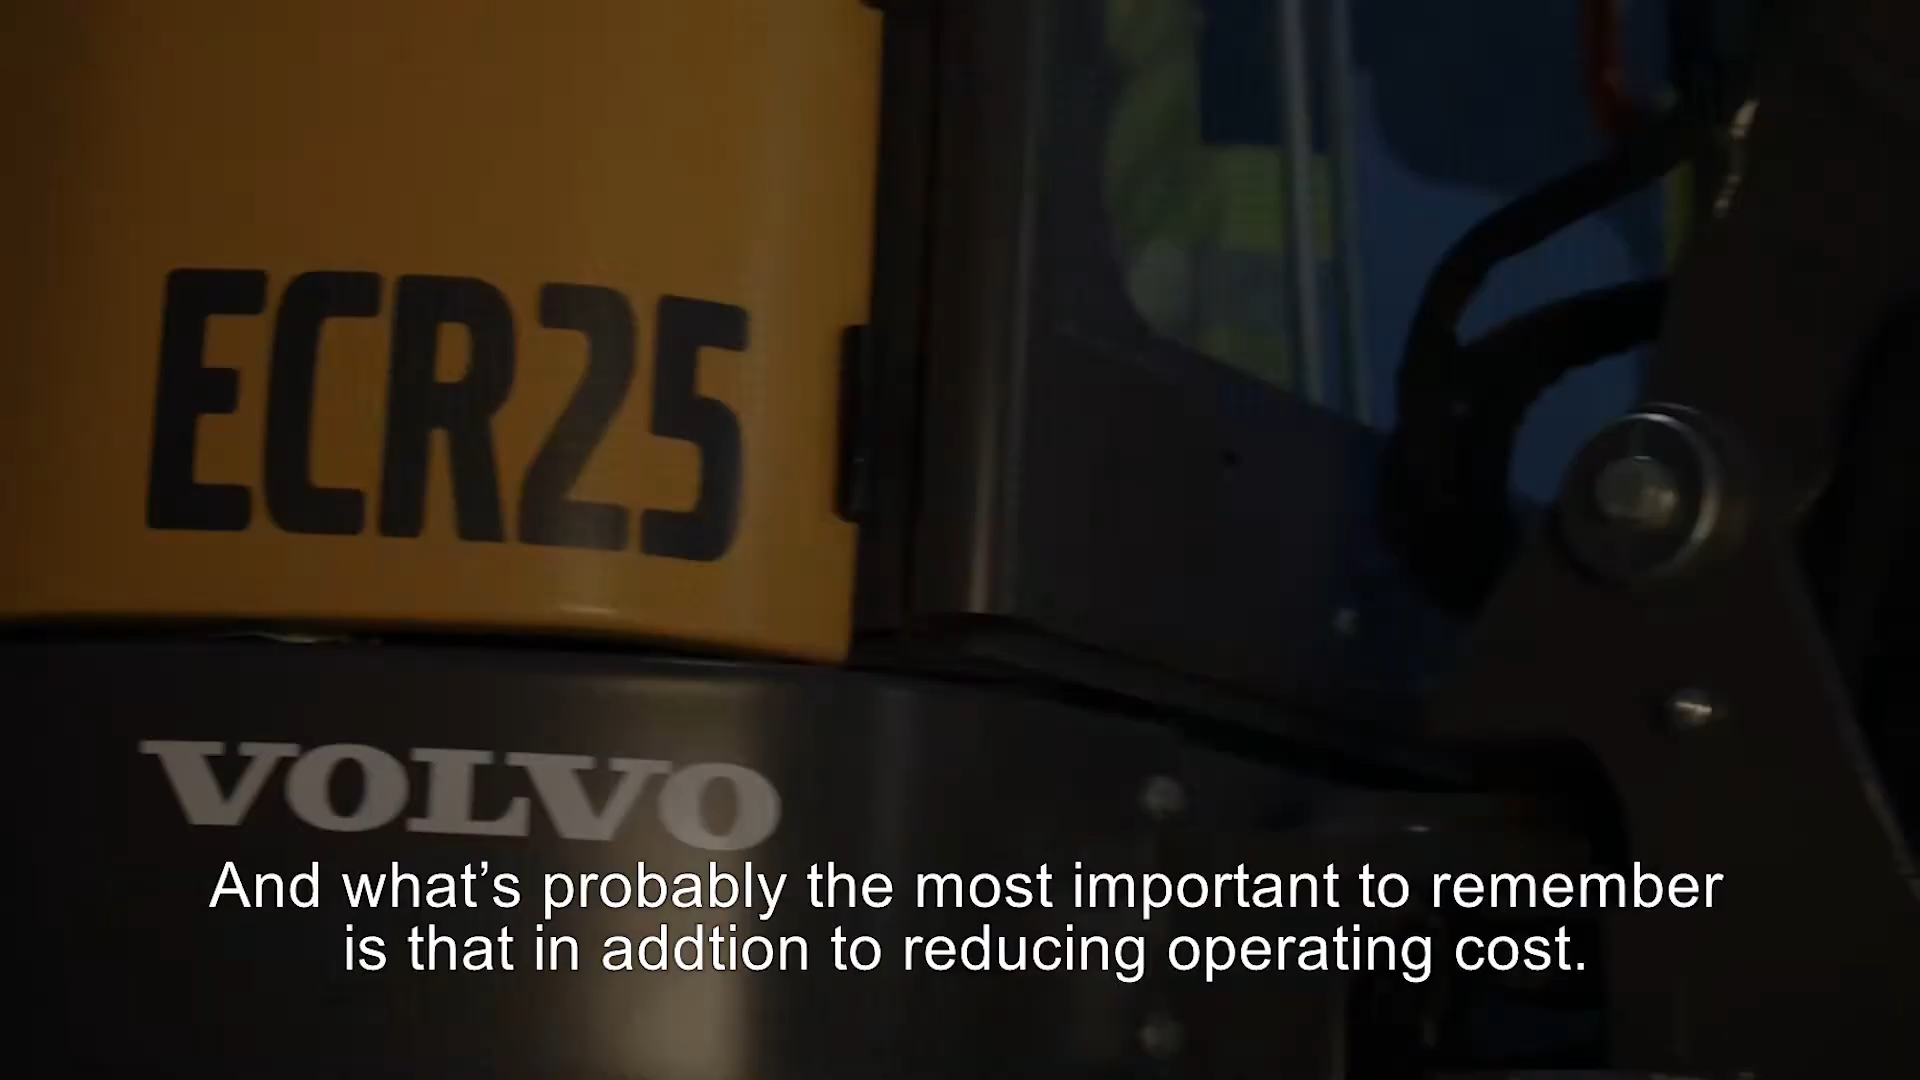 ECR25
VOLVO
And what’s probably the most important to remember
is that in addtion to reducing operating cost.